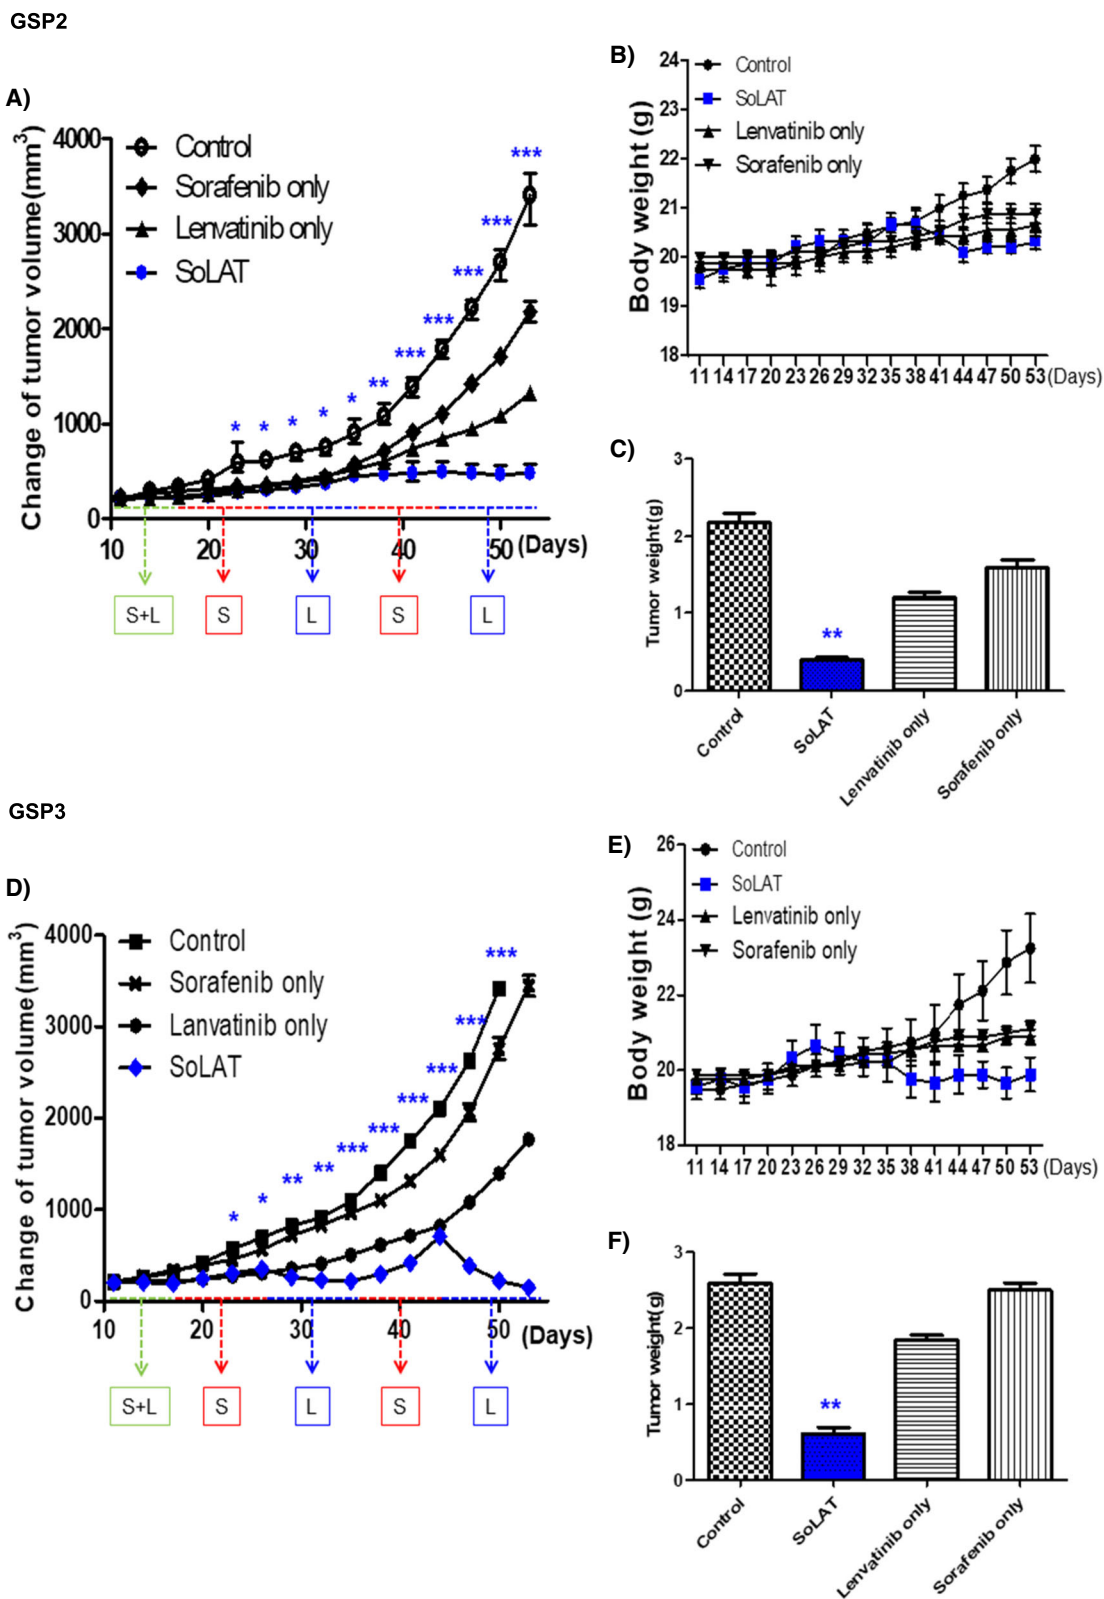 GSP2
A)
Change of tumor volume(mm³)
4000
3000
2000
1000
0
Control
Sorafenib only
Lenvatinib only
SoLAT
* * * * * ** *** *** *** *** ***
10 20 30 40 50 (Days)
S+L S L S L
B)
Body weight (g)
24
23
22
21
20
19
18
Control
SoLAT
Lenvatinib only
Sorafenib only
11 14 17 20 23 26 29 32 35 38 41 44 47 50 53 (Days)
C)
Tumor weight(g)
3
2
1
0
**
Control
SoLAT
Lenvatinib only
Sorafenib only
GSP3
D)
Change of tumor volume(mm³)
4000
3000
2000
1000
0
Control
Sorafenib only
Lanvatinib only
SoLAT
* * ** ** *** *** *** *** *** ***
10 20 30 40 50 (Days)
S+L S L S L
E)
Body weight (g)
26
24
22
20
18
Control
SoLAT
Lenvatinib only
Sorafenib only
11 14 17 20 23 26 29 32 35 38 41 44 47 50 53 (Days)
F)
Tumor weight(g)
3
2
1
0
**
Control
SoLAT
Lenvatinib only
Sorafenib only